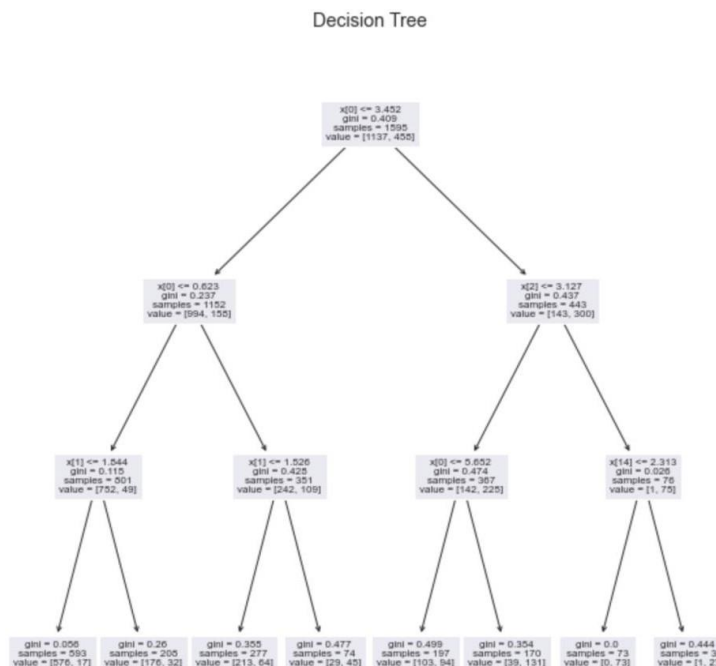 Decision Tree
x[0] <= 3.452
gini = 0.409
samples = 1595
value = [1137, 458]
x[0] <= 0.623
gini = 0.237
samples = 1152
value = [994, 158]
x[2] <= 3.127
gini = 0.437
samples = 443
value = [143, 300]
x[1] <= 1.844
gini = 0.115
samples = 801
value = [752, 49]
x[1] <= 1.526
gini = 0.428
samples = 351
value = [242, 109]
x[0] <= 5.652
gini = 0.474
samples = 367
value = [142, 225]
x[14] <= 2.313
gini = 0.026
samples = 76
value = [1, 75]
gini = 0.056
samples = 593
value = [576, 17]
gini = 0.26
samples = 208
value = [176, 32]
gini = 0.355
samples = 277
value = [213, 64]
gini = 0.477
samples = 74
value = [29, 45]
gini = 0.499
samples = 197
value = [103, 94]
gini = 0.354
samples = 170
value = [39, 131]
gini = 0.0
samples = 73
value = [0, 73]
gini = 0.444
samples = 3
value = [1,